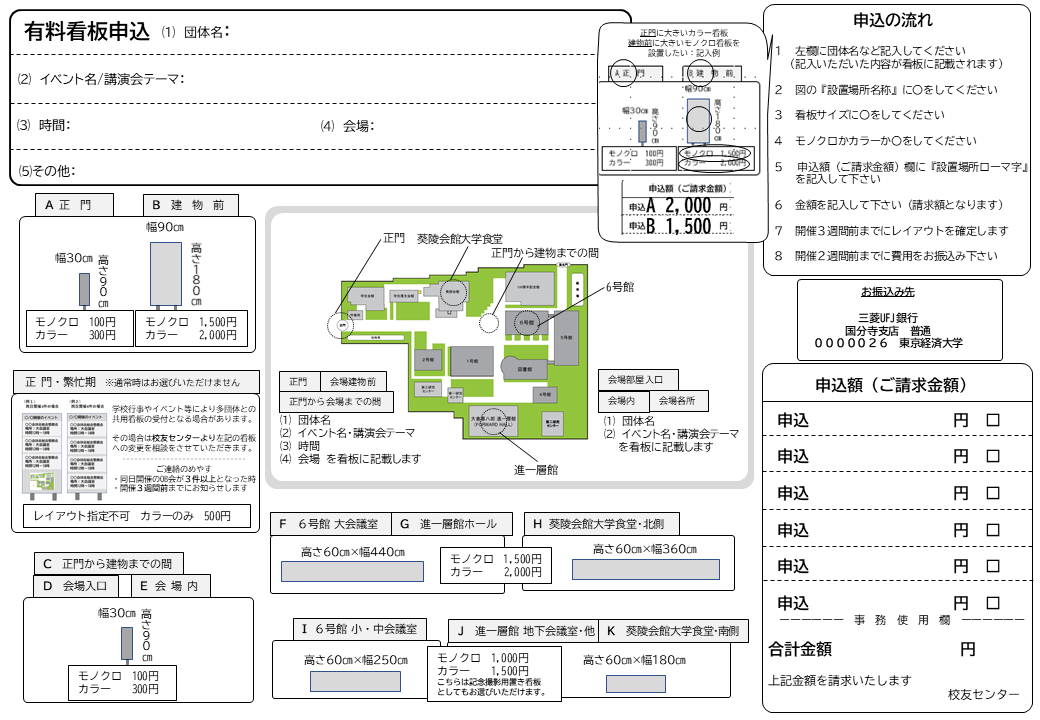 有料看板申込 (1) 団体名:
(2) イベント名/講演会テーマ:
(3) 時間:
(4) 会場:
(5)その他:
正門に大きいカラー看板
建物前に大きいモノクロ看板を
設置したい:記入例
A 正 門
B 建 物 前
幅90㎝
幅30㎝
高さ90㎝
高さ180㎝
モノクロ 100円
カラー 300円
モノクロ 1,500円
カラー 2,000円
申込額(ご請求金額)
申込A 2,000 円
申込B 1,500 円
申込の流れ
1 左欄に団体名など記入してください
(記入いただいた内容が看板に記載されます)
2 図の『設置場所名称』に〇をしてください
3 看板サイズに〇をしてください
4 モノクロかカラーか〇をしてください
5 申込額(ご請求金額)欄に『設置場所ローマ字』
を記入して下さい
6 金額を記入して下さい(請求額となります)
7 開催3週間前までにレイアウトを確定します
8 開催2週間前までに費用をお振込み下さい
お振込み先
三菱UFJ銀行
国分寺支店 普通
0000026 東京経済大学
A 正 門
B 建 物 前
幅90㎝
幅30㎝
高さ90㎝
高さ180㎝
モノクロ 100円
カラー 300円
モノクロ 1,500円
カラー 2,000円
正門
葵陵会館大学食堂
正門から建物までの間
6号館
進一層館
6号館
5号館
2号館
1号館
図書館
4号館
大倉喜八郎 進一層館
(FORWARD HALL)
正門
会場建物前
正門から会場までの間
(1) 団体名
(2) イベント名・講演会テーマ
(3) 時間
(4) 会場 を看板に記載します
会場部屋入口
会場内
会場各所
(1) 団体名
(2) イベント名・講演会テーマ
を看板に記載します
正 門・繁忙期 ※通常時はお選びいただけません
学校行事やイベント等により多団体との
共用看板の受付となる場合があります。
その場合は校友センターより左記の看板
への変更を相談をさせていただきます。
ご連絡のめやす
・同日開催のOB会が3件以上となった時
・開催3週間前までにお知らせします
レイアウト指定不可 カラーのみ 500円
C 正門から建物までの間
D 会場入口
E 会 場 内
幅30㎝
高さ90㎝
モノクロ 100円
カラー 300円
F 6号館 大会議室
G 進一層館ホール
高さ60㎝×幅440㎝
モノクロ 1,500円
カラー 2,000円
H 葵陵会館大学食堂・北側
高さ60㎝×幅360㎝
I 6号館 小・中会議室
J 進一層館 地下会議室・他
K 葵陵会館大学食堂・南側
高さ60㎝×幅250㎝
モノクロ 1,000円
カラー 1,500円
こちらは記念撮影用置き看板
としてもお選びいただけます。
高さ60㎝×幅180㎝
申込額(ご請求金額)
申込 円 □
申込 円 □
申込 円 □
申込 円 □
申込 円 □
申込 円 □
事 務 使 用 欄
合計金額 円
上記金額を請求いたします
校友センター